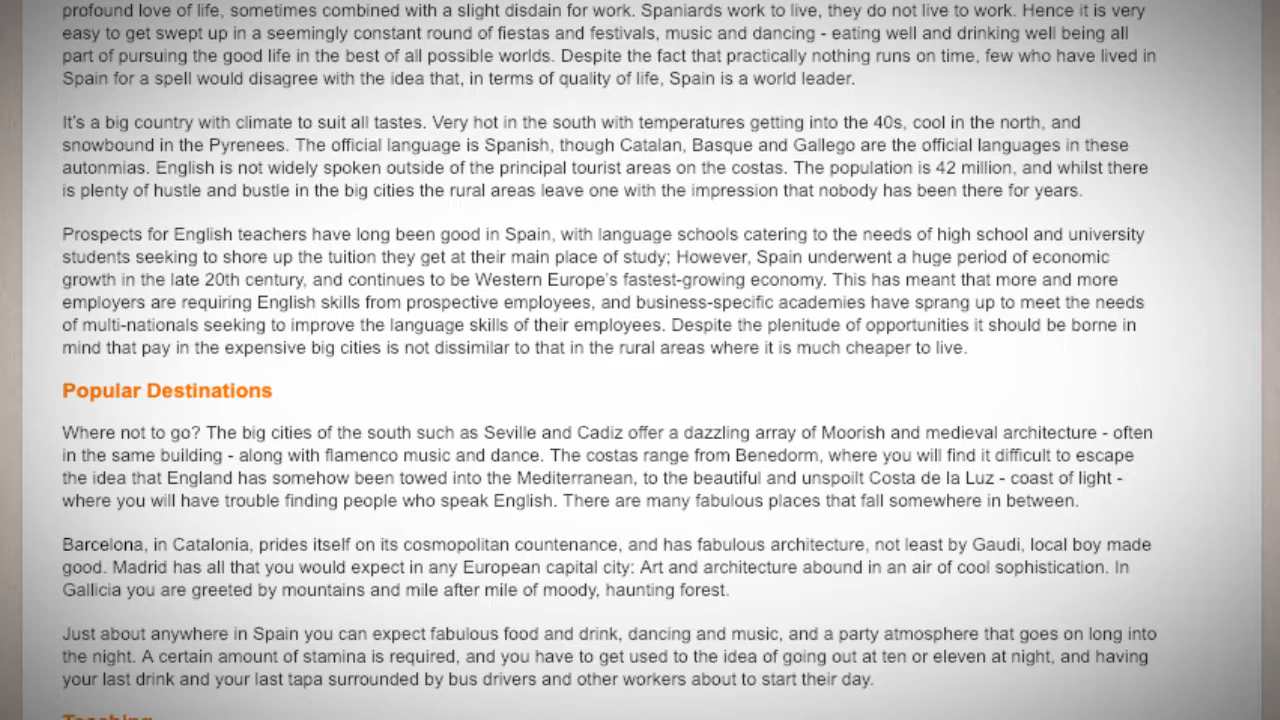 profound love of life, sometimes combined with a slight disdain for work. Spaniards work to live, they do not live to work. Hence it is very
easy to get swept up in a seemingly constant round of fiestas and festivals, music and dancing - eating well and drinking well being all
part of pursuing the good life in the best of all possible worlds. Despite the fact that practically nothing runs on time, few who have lived in
Spain for a spell would disagree with the idea that, in terms of quality of life, Spain is a world leader.
It's a big country with climate to suit all tastes. Very hot in the south with temperatures getting into the 40s, cool in the north, and
snowbound in the Pyrenees. The official language is Spanish, though Catalan, Basque and Gallego are the official languages in these
autonmias. English is not widely spoken outside of the principal tourist areas on the costas. The population is 42 million, and whilst there
is plenty of hustle and bustle in the big cities the rural areas leave one with the impression that nobody has been there for years.
Prospects for English teachers have long been good in Spain, with language schools catering to the needs of high school and university
students seeking to shore up the tuition they get at their main place of study; However, Spain underwent a huge period of economic
growth in the late 20th century, and continues to be Western Europe's fastest-growing economy. This has meant that more and more
employers are requiring English skills from prospective employees, and business-specific academies have sprang up to meet the needs
of multi-nationals seeking to improve the language skills of their employees. Despite the plenitude of opportunities it should be borne in
mind that pay in the expensive big cities is not dissimilar to that in the rural areas where it is much cheaper to live.
Popular Destinations
Where not to go? The big cities of the south such as Seville and Cadiz offer a dazzling array of Moorish and medieval architecture - often
in the same building - along with flamenco music and dance. The costas range from Benedorm, where you will find it difficult to escape
the idea that England has somehow been towed into the Mediterranean, to the beautiful and unspoilt Costa de la Luz - coast of light -
where you will have trouble finding people who speak English. There are many fabulous places that fall somewhere in between.
Barcelona, in Catalonia, prides itself on its cosmopolitan countenance, and has fabulous architecture, not least by Gaudi, local boy made
good. Madrid has all that you would expect in any European capital city: Art and architecture abound in an air of cool sophistication. In
Gallicia you are greeted by mountains and mile after mile of moody, haunting forest.
Just about anywhere in Spain you can expect fabulous food and drink, dancing and music, and a party atmosphere that goes on long into
the night. A certain amount of stamina is required, and you have to get used to the idea of going out at ten or eleven at night, and having
your last drink and your last tapa surrounded by bus drivers and other workers about to start their day.
Teaching